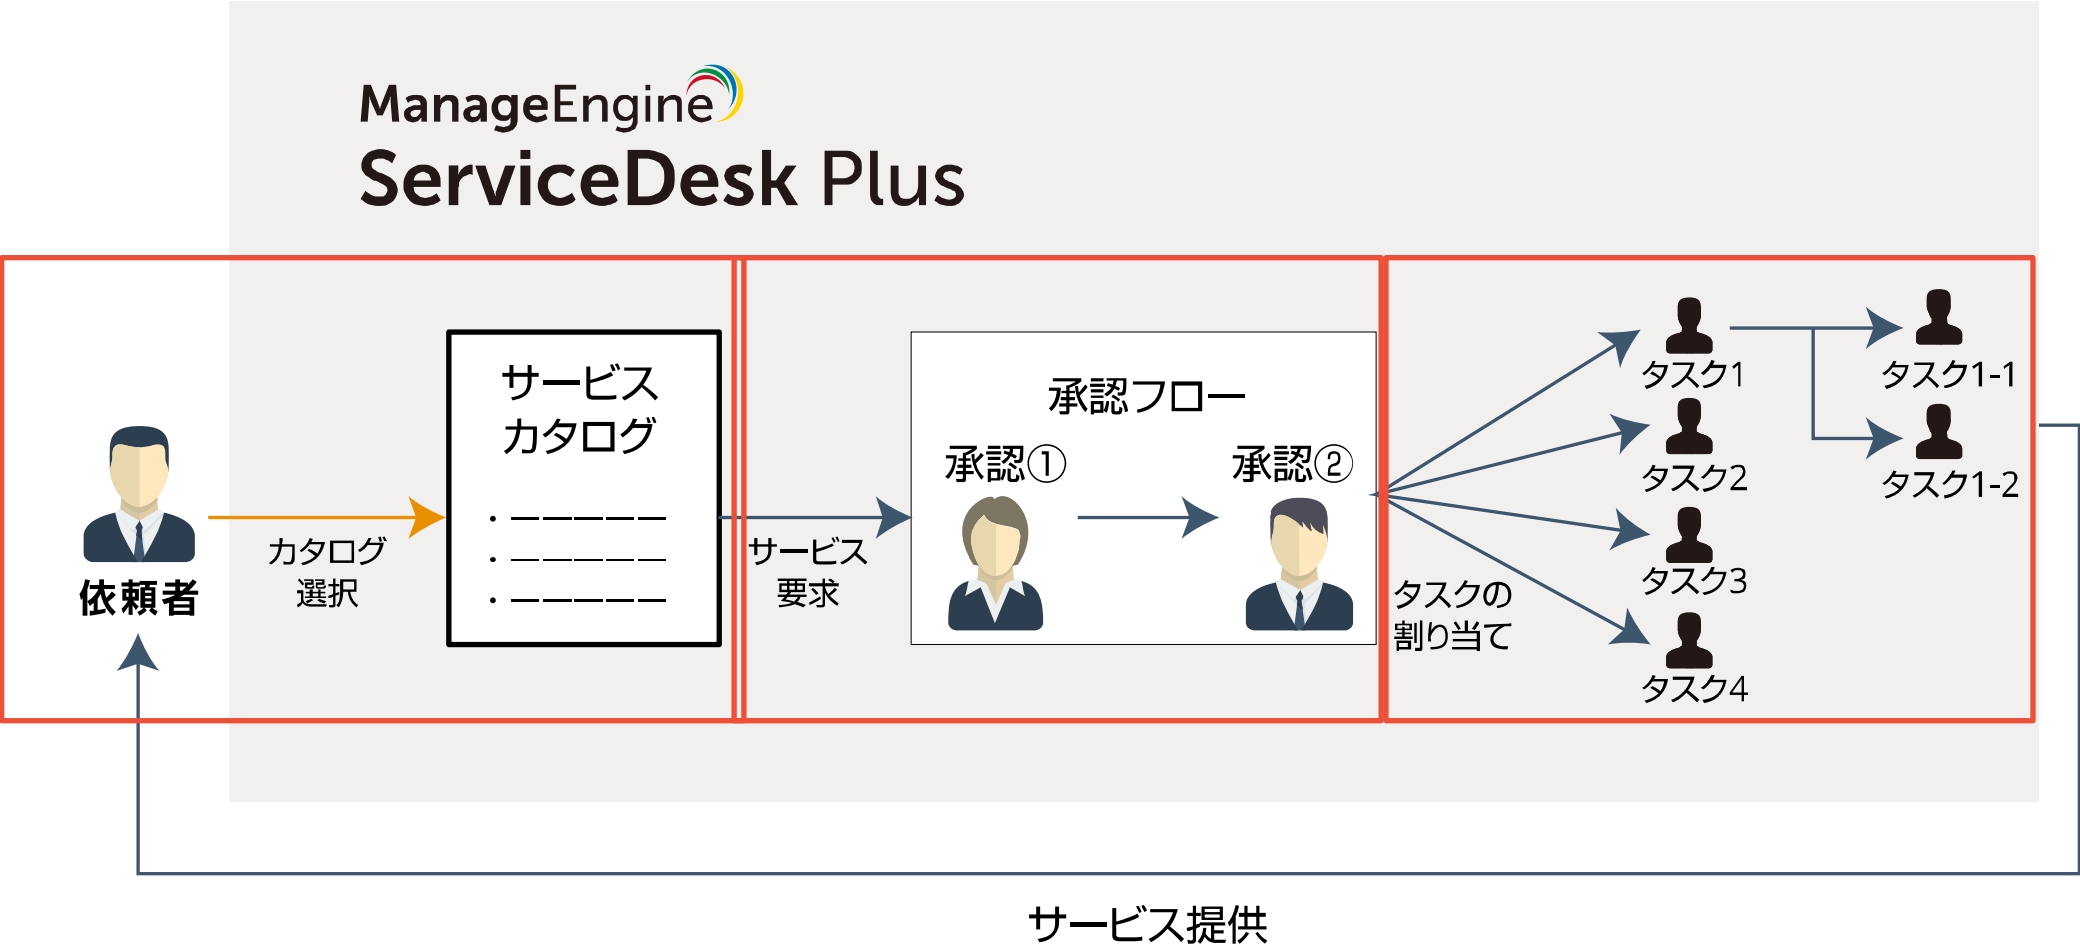 ManageEngine
ServiceDesk Plus
依頼者
カタログ
選択
サービス
カタログ
サービス
要求
承認フロー
承認①
承認②
タスクの
割り当て
タスク1
タスク2
タスク3
タスク4
タスク1-1
タスク1-2
サービス提供